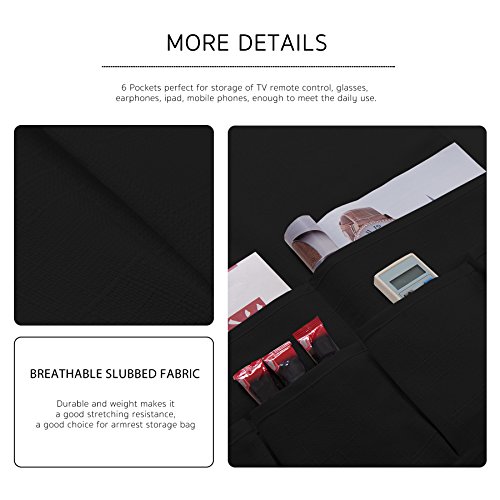 MORE DETAILS
6 Pockets perfect for storage of TV remote control, glasses,
earphones, ipad, mobile phones, enough to meet the daily use.
BREATHABLE SLUBBED FABRIC
Durable and weight makes it
a good stretching resistance,
a good choice for armrest storage bag